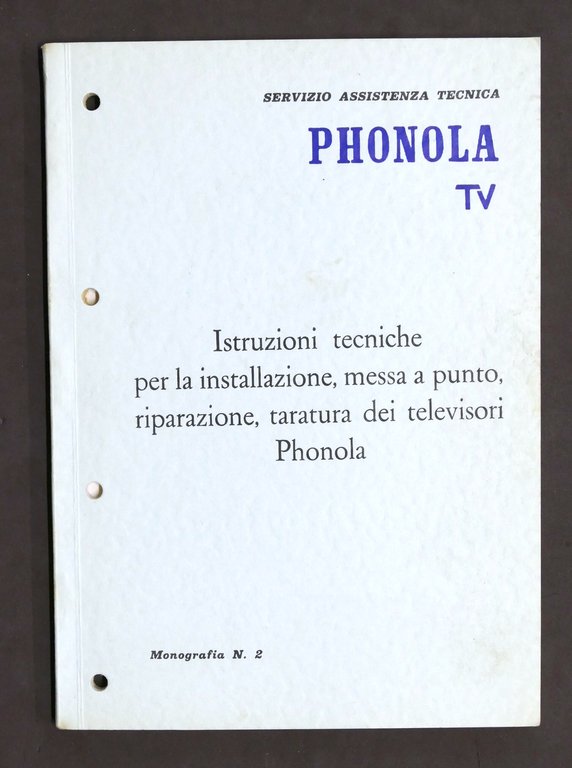 SERVIZIO ASSISTENZA TECNICA
PHONOLA
TV
Istruzioni tecniche
per la installazione, messa a punto,
riparazione, taratura dei televisori
Phonola
Monografia N. 2